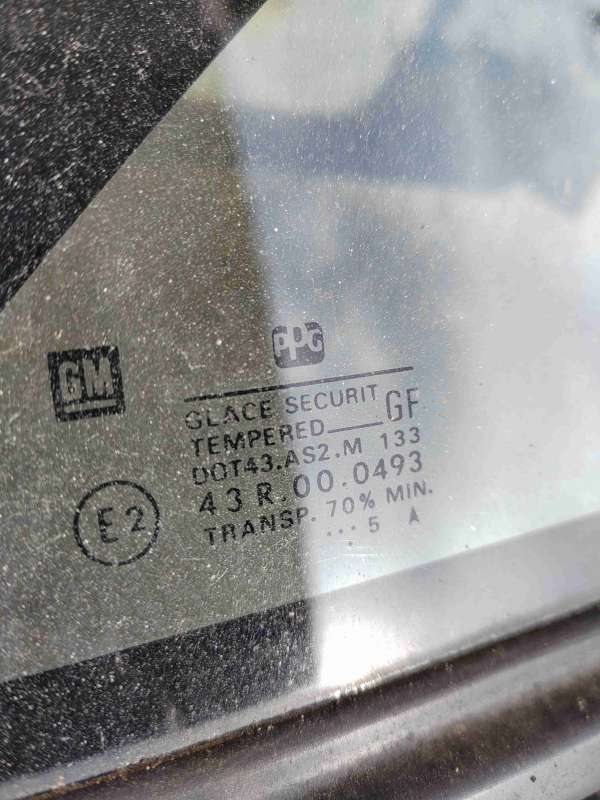 PPG
GM
GLACE SECURIT
TEMPERED GF
DOT43.AS2.M 133
43R.00.0493
E2
TRANSP. 70% MIN.
... 5